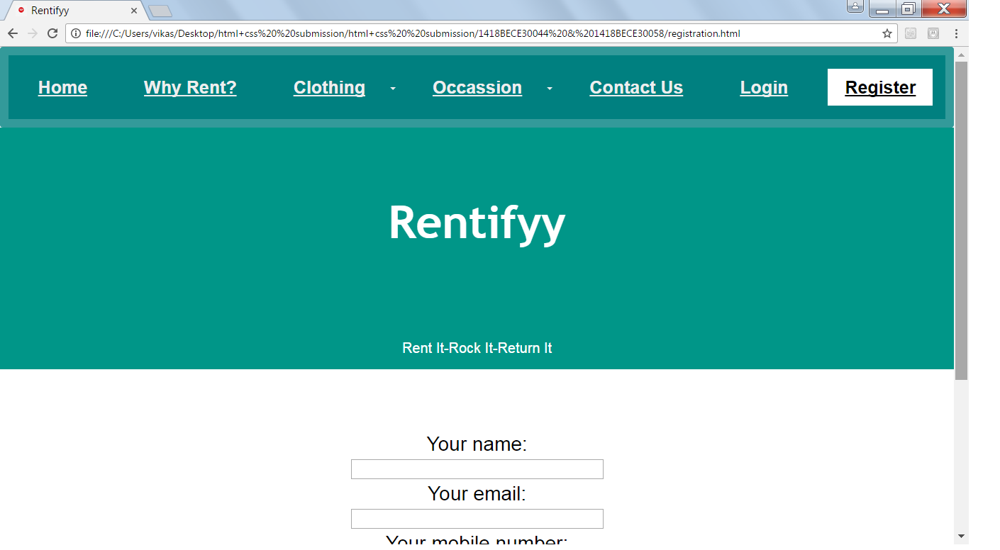 Rentifyy
file:///C:/Users/vikas/Desktop/html+css%20%20submission/html+css%20%20submission/1418BECE30044%20&%201418BECE30058/registration.html
Home Why Rent? Clothing Occassion Contact Us Login Register
Rentifyy
Rent It-Rock It-Return It
Your name:
Your email:
Your mobile number: